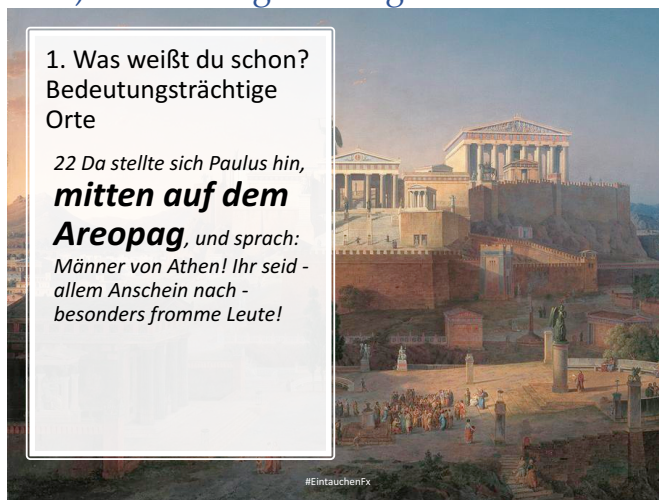 1. Was weißt du schon?
Bedeutungsträchtige
Orte
22 Da stellte sich Paulus hin,
mitten auf dem
Areopag, und sprach:
Männer von Athen! Ihr seid -
allem Anschein nach -
besonders fromme Leute!
#EintauchenFx